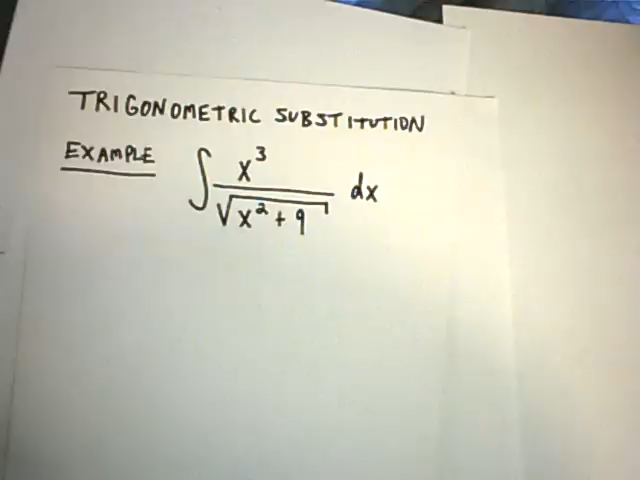 TRIGONOMETRIC SUBSTITUTION
EXAMPLE ∫ x³/√(x² + 9) dx